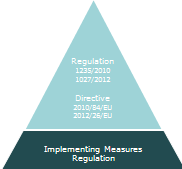 Regulation
1235/2010
1027/2012
Directive
2010/84/EU
2012/26/EU
Implementing Measures
Regulation